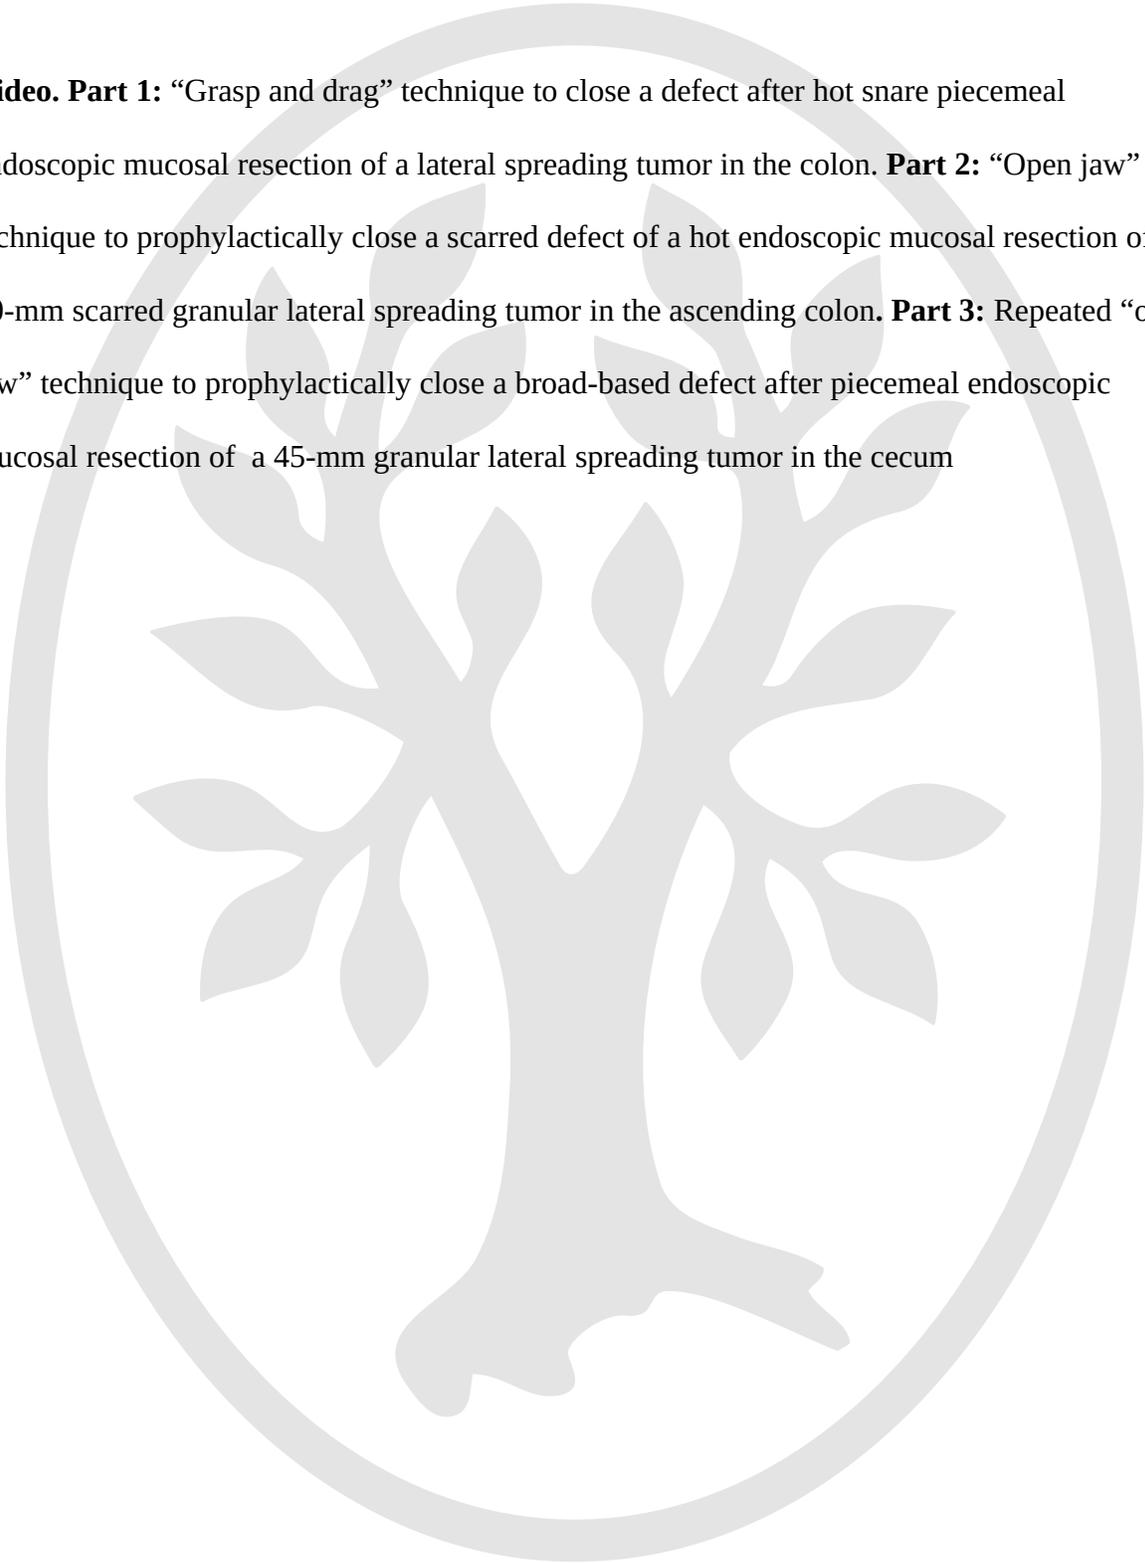 ideo. Part 1: “Grasp and drag” technique to close a defect after hot snare piecemeal
ndoscopic mucosal resection of a lateral spreading tumor in the colon. Part 2: “Open jaw”
chnique to prophylactically close a scarred defect of a hot endoscopic mucosal resection of
-mm scarred granular lateral spreading tumor in the ascending colon. Part 3: Repeated “o
w” technique to prophylactically close a broad-based defect after piecemeal endoscopic
ucosal resection of  a 45-mm granular lateral spreading tumor in the cecum